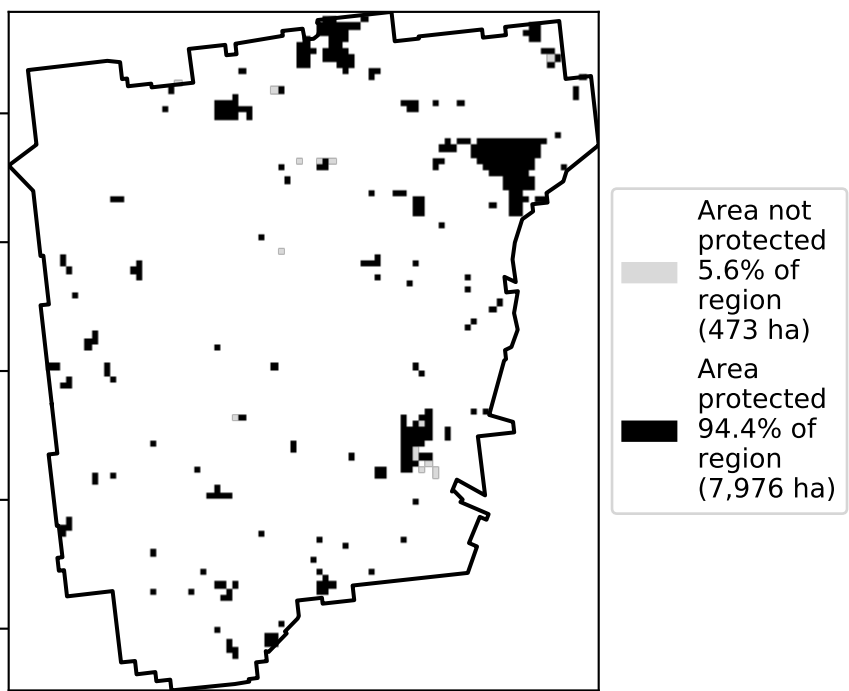 Area not
protected
5.6% of
region
(473 ha)
Area
protected
94.4% of
region
(7,976 ha)